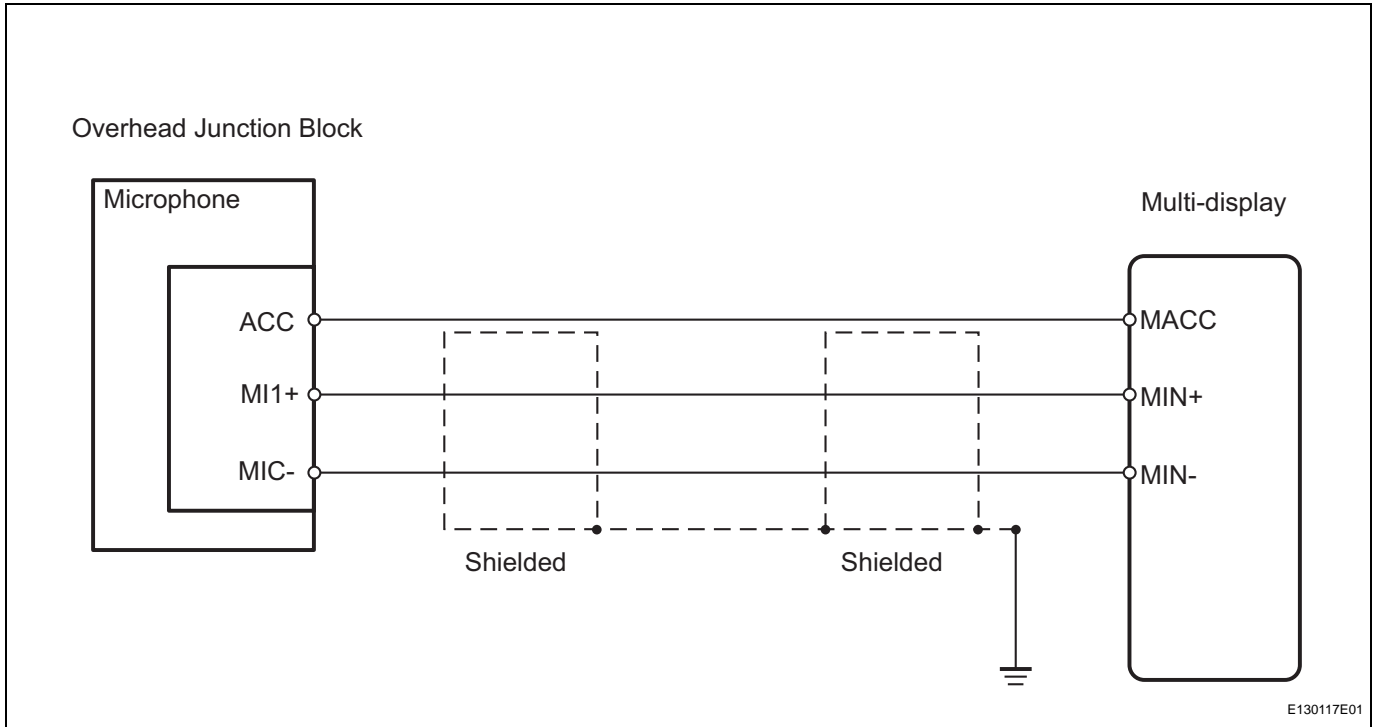 Overhead Junction Block
Microphone
Multi-display
ACC
MACC
MI1+
MIN+
MIC-
MIN-
Shielded
Shielded
E130117E01